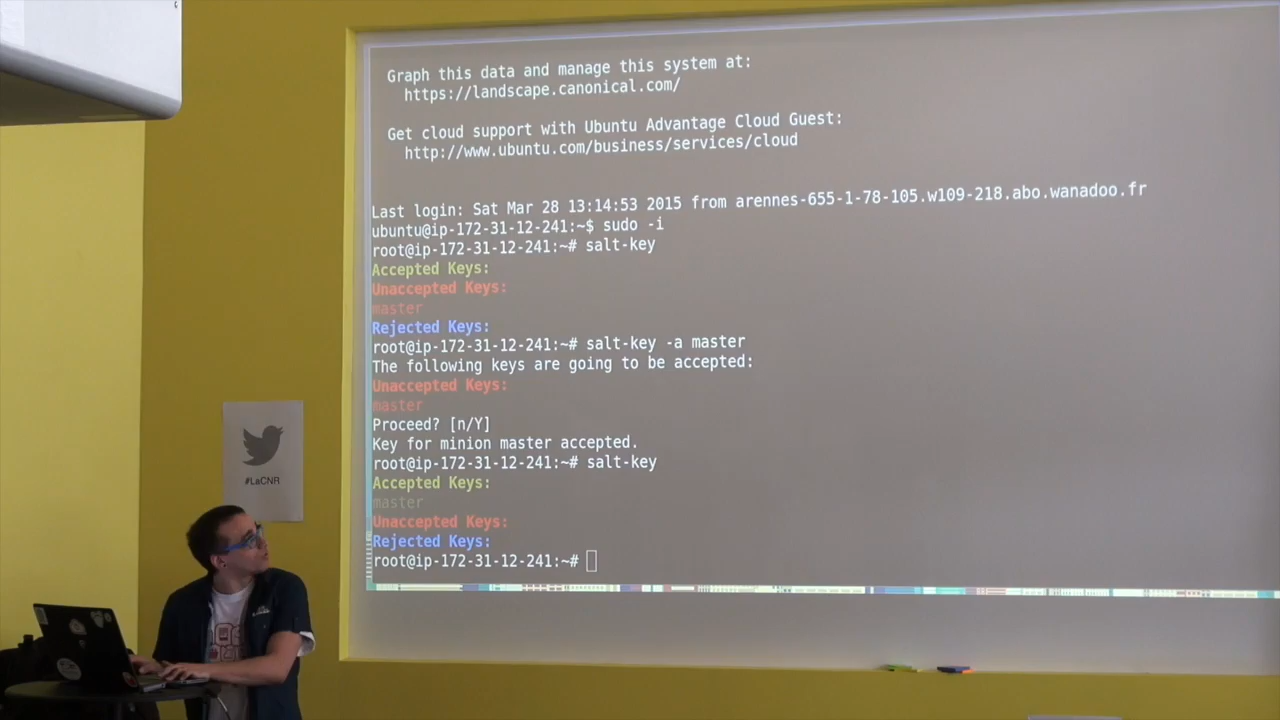 Graph this data and manage this system at:
https://landscape.canonical.com/
Get cloud support with Ubuntu Advantage Cloud Guest:
http://www.ubuntu.com/business/services/cloud
Last login: Sat Mar 28 13:14:53 2015 from arennes-655-1-78-105.w109-218.abo.wanadoo.fr
ubuntu@ip-172-31-12-241:~$ sudo -i
root@ip-172-31-12-241:~# salt-key
Accepted Keys:
Unaccepted Keys:
master
Rejected Keys:
root@ip-172-31-12-241:~# salt-key -a master
The following keys are going to be accepted:
Unaccepted Keys:
master
Proceed? [n/Y]
Key for minion master accepted.
root@ip-172-31-12-241:~# salt-key
Accepted Keys:
master
Unaccepted Keys:
Rejected Keys:
root@ip-172-31-12-241:~#
#LaCNR